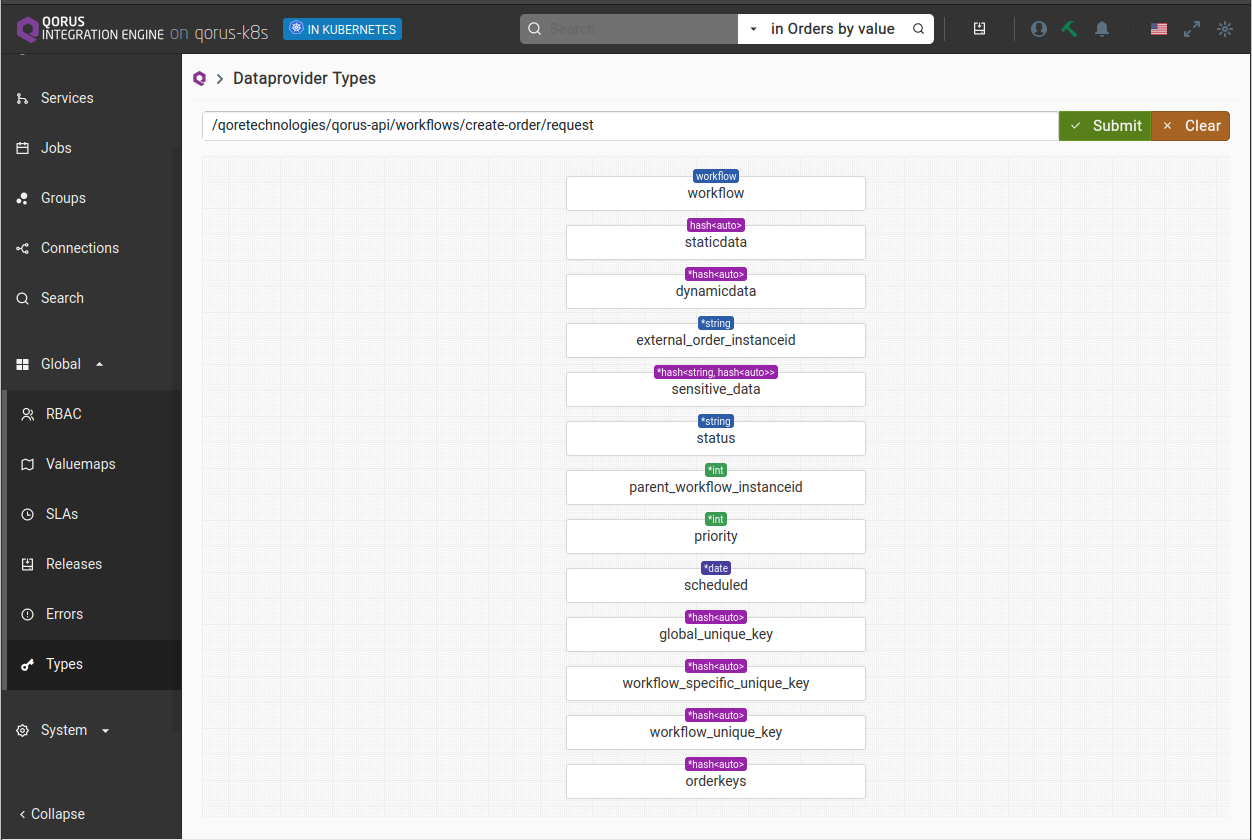 QORUS
INTEGRATION ENGINE on qorus-k8s
IN KUBERNETES
Search
in Orders by value
Services
Jobs
Groups
Connections
Search
Global
RBAC
Valuemaps
SLAs
Releases
Errors
Types
System
Collapse
Dataprovider Types
/qoretechnologies/qorus-api/workflows/create-order/request
Submit
Clear
workflow
workflow
hash<auto>
staticdata
*hash<auto>
dynamicdata
*string
external_order_instanceid
*hash<string, hash<auto>>
sensitive_data
*string
status
*int
parent_workflow_instanceid
*int
priority
*date
scheduled
*hash<auto>
global_unique_key
*hash<auto>
workflow_specific_unique_key
*hash<auto>
workflow_unique_key
*hash<auto>
orderkeys